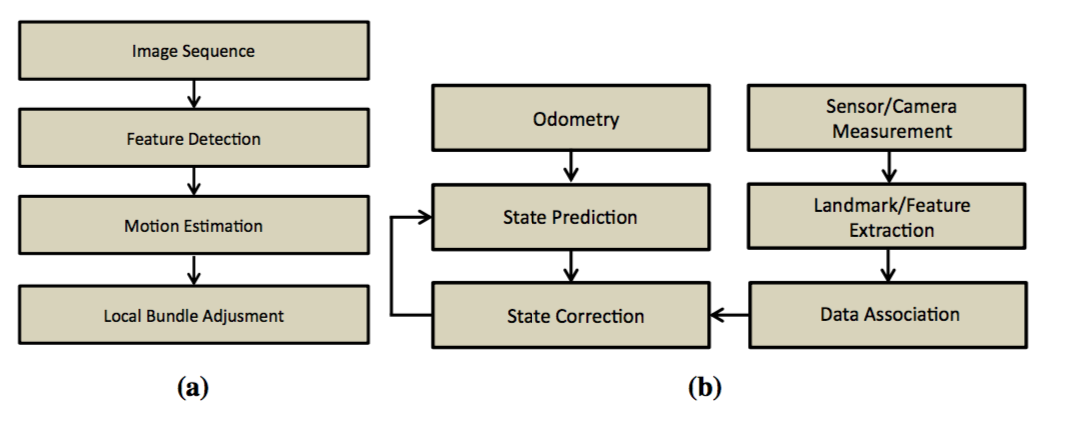 Image Sequence
Feature Detection
Motion Estimation
Local Bundle Adjusment
(a)
Odometry
State Prediction
State Correction
Sensor/Camera
Measurement
Landmark/Feature
Extraction
Data Association
(b)